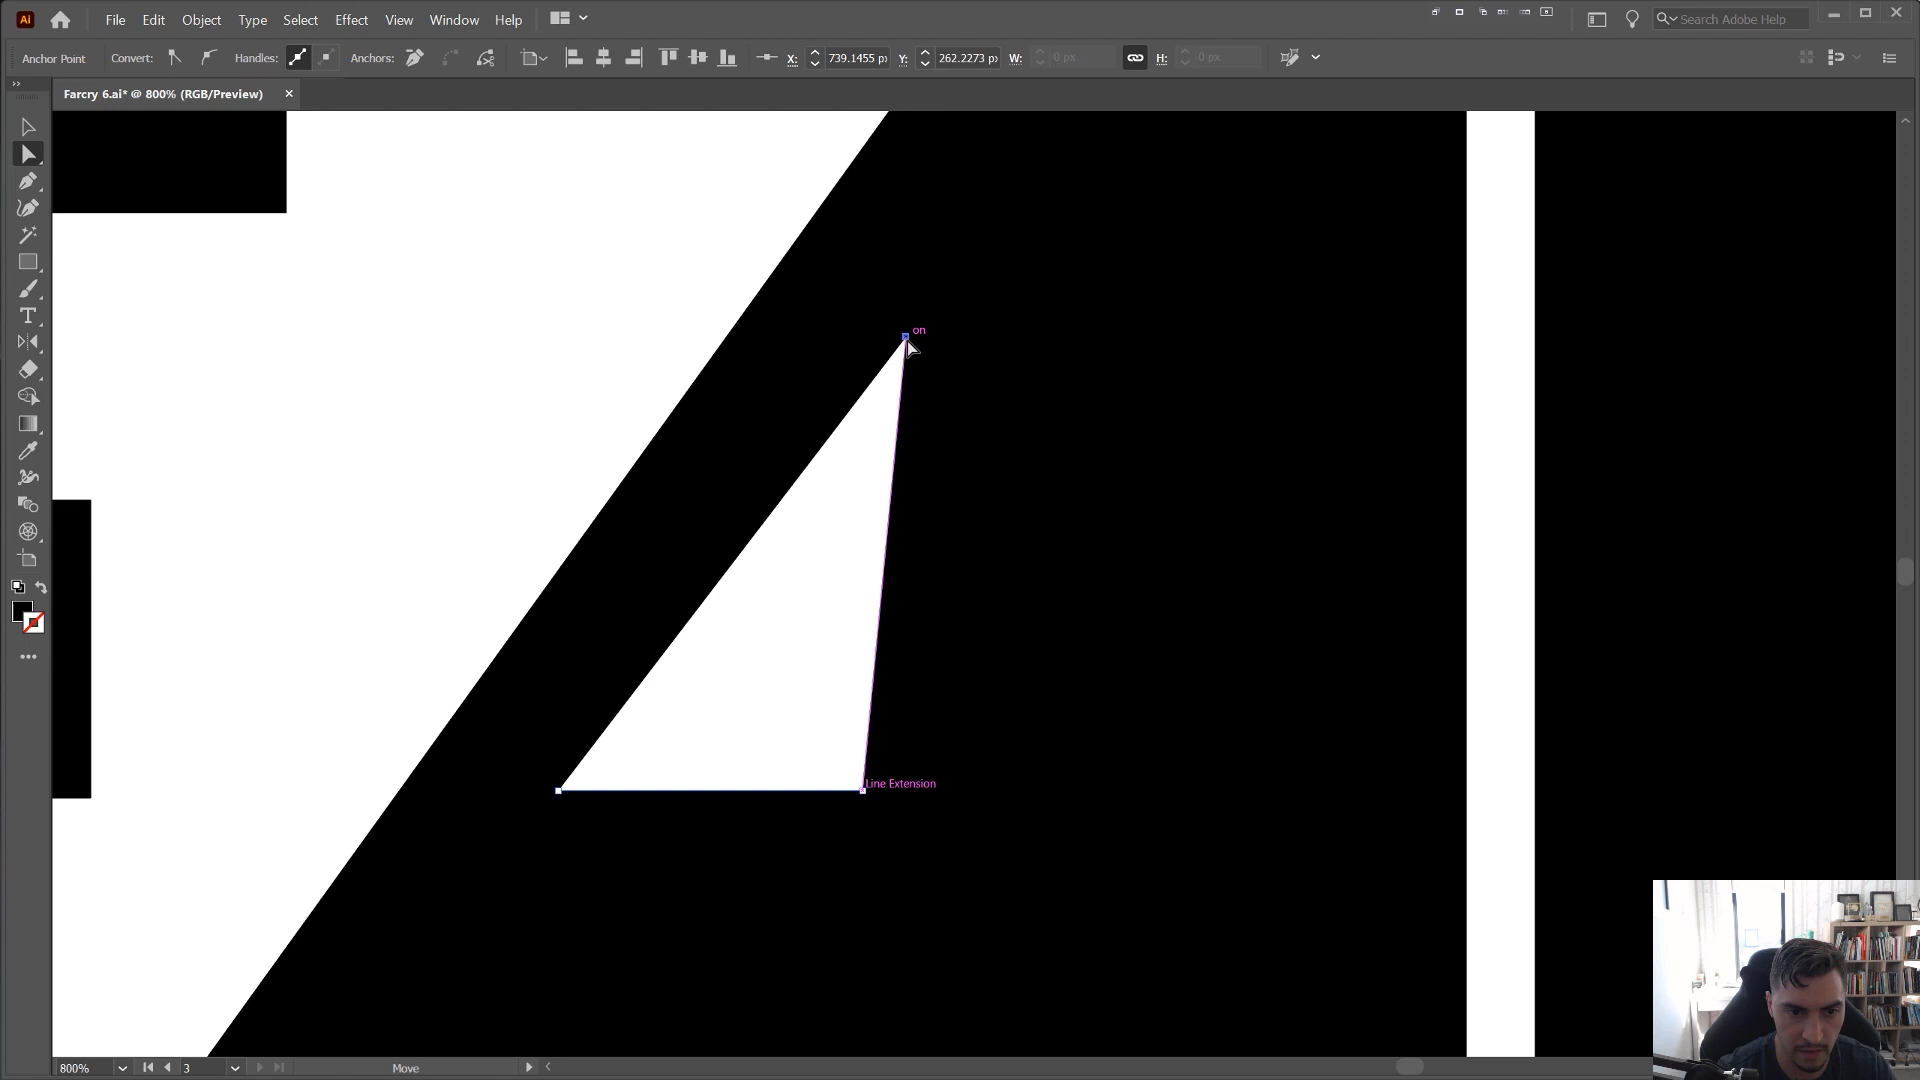 Ai File Edit Object Type Select Effect View Window Help Search Adobe Help
Anchor Point Convert: Handles: Anchors: X: 739.1455 px Y: 262.2273 px W: 0 px H: 0 px
Farcry 6.ai* @ 800% (RGB/Preview)
on
Line Extension
800% 3 Move